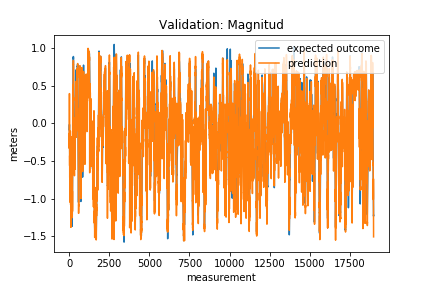 Validation: Magnitud
expected outcome
prediction
1.0
0.5
0.0
−0.5
−1.0
−1.5
meters
0 2500 5000 7500 10000 12500 15000 17500
measurement